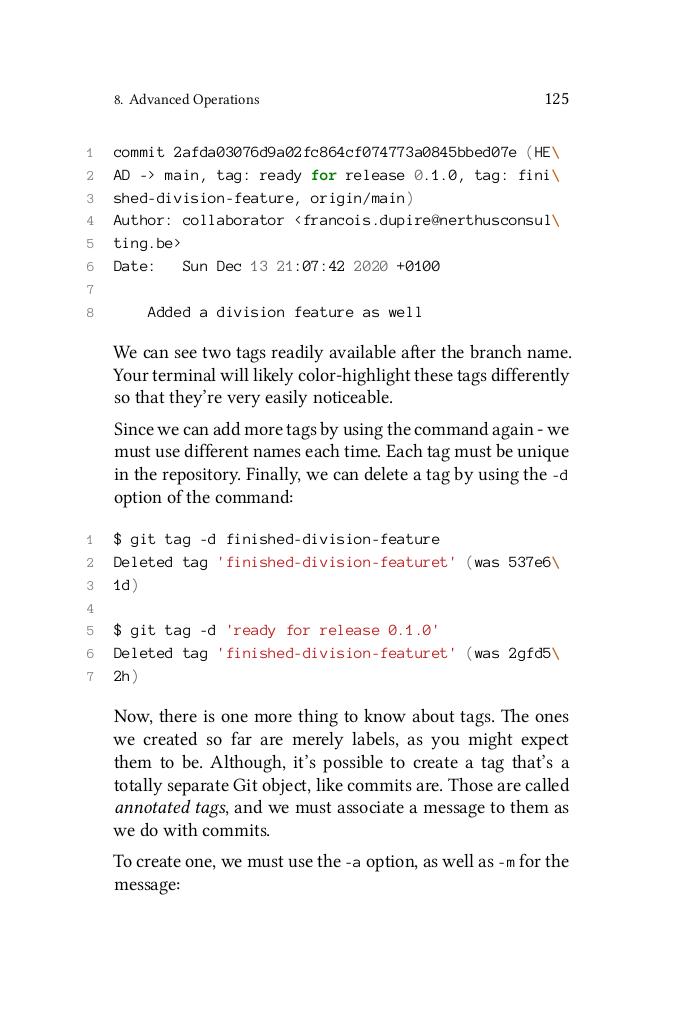 8. Advanced Operations 125
1 commit 2afda03076d9a02fc864cf074773a0845bbed07e (HE\
2 AD -> main, tag: ready for release 0.1.0, tag: fini\
3 shed-division-feature, origin/main)
4 Author: collaborator <francois.dupire@nerthusconsul\
5 ting.be>
6 Date:   Sun Dec 13 21:07:42 2020 +0100
7
8     Added a division feature as well
We can see two tags readily available after the branch name.
Your terminal will likely color-highlight these tags differently
so that they're very easily noticeable.
Since we can add more tags by using the command again - we
must use different names each time. Each tag must be unique
in the repository. Finally, we can delete a tag by using the -d
option of the command:
1 $ git tag -d finished-division-feature
2 Deleted tag 'finished-division-featuret' (was 537e6\
3 1d)
4
5 $ git tag -d 'ready for release 0.1.0'
6 Deleted tag 'finished-division-featuret' (was 2gfd5\
7 2h)
Now, there is one more thing to know about tags. The ones
we created so far are merely labels, as you might expect
them to be. Although, it's possible to create a tag that's a
totally separate Git object, like commits are. Those are called
annotated tags, and we must associate a message to them as
we do with commits.
To create one, we must use the -a option, as well as -m for the
message: